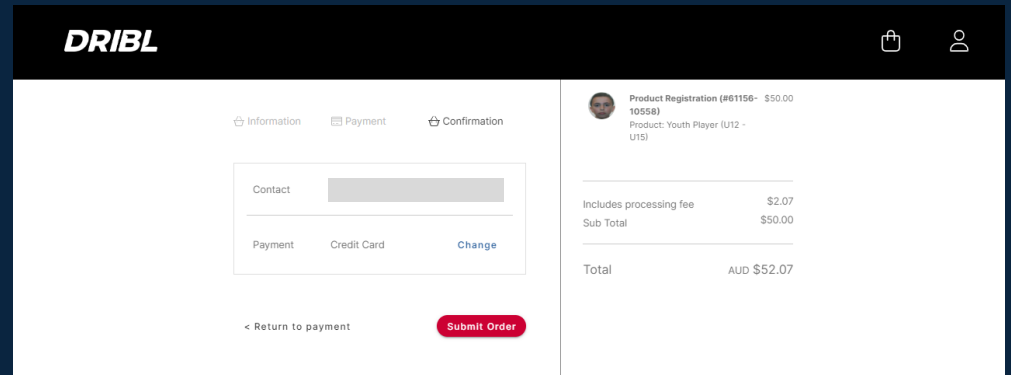 DRIBL
Information Payment Confirmation
Contact
Payment Credit Card Change
< Return to payment Submit Order
Product Registration (#61156- $50.00
10558)
Product: Youth Player (U12 -
U15)
Includes processing fee $2.07
Sub Total $50.00
Total AUD $52.07